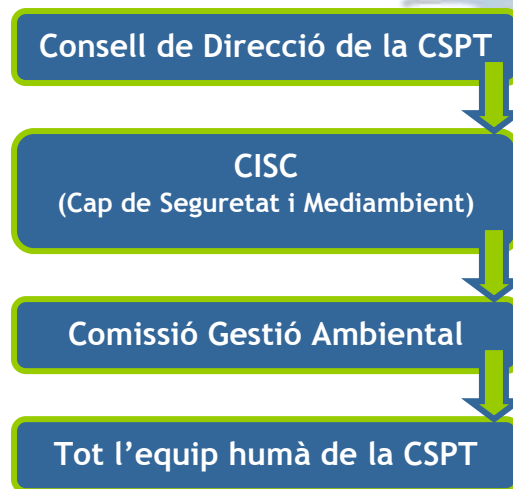 Consell de Direcció de la CSPT
CISC
(Cap de Seguretat i Mediambient)
Comissió Gestió Ambiental
Tot l’equip humà de la CSPT